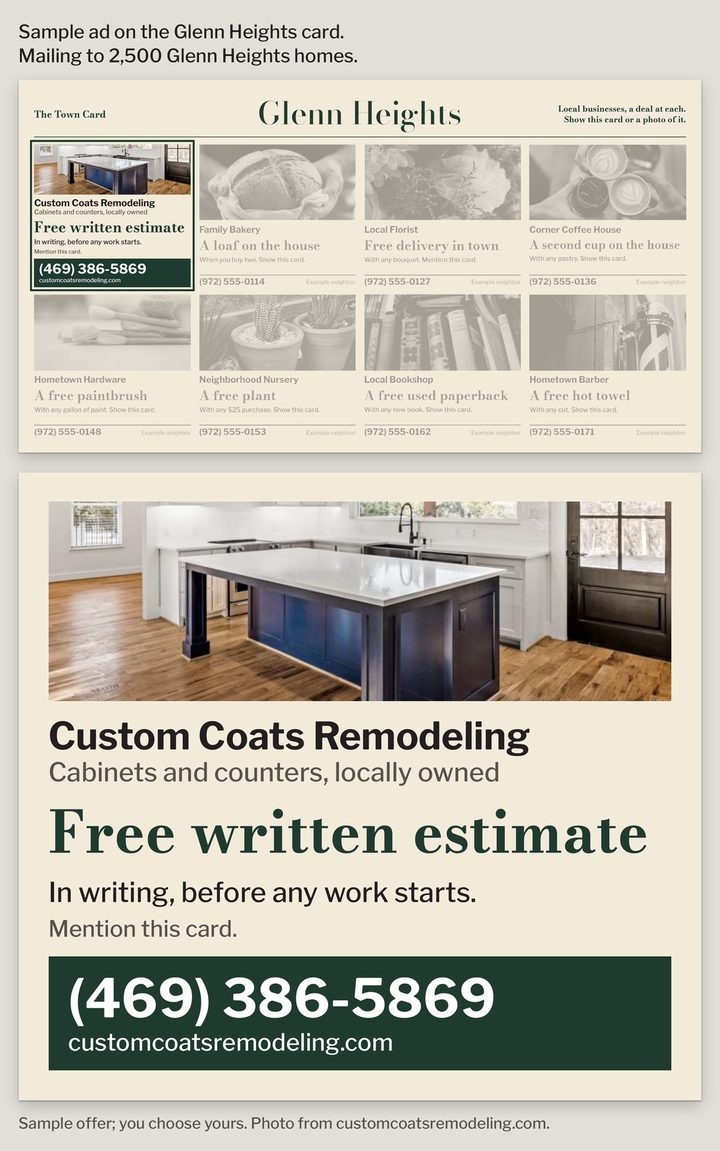 Sample ad on the Glenn Heights card.
Mailing to 2,500 Glenn Heights homes.
The Town Card
Glenn Heights
Local businesses, a deal at each.
Show this card or a photo of it.
Custom Coats Remodeling
Cabinets and counters, locally owned
Free written estimate
In writing, before any work starts.
Mention this card.
(469) 386-5869
customcoatsremodeling.com
Family Bakery
A loaf on the house
When you buy two. Show this card.
(972) 555-0114
Example neighbor
Local Florist
Free delivery in town
With any bouquet. Mention this card.
(972) 555-0127
Example neighbor
Corner Coffee House
A second cup on the house
With any pastry. Show this card.
(972) 555-0136
Example neighbor
Hometown Hardware
A free paintbrush
With any gallon of paint. Show this card.
(972) 555-0148
Example neighbor
Neighborhood Nursery
A free plant
With any $25 purchase. Show this card.
(972) 555-0153
Example neighbor
Local Bookshop
A free used paperback
With any new book. Show this card.
(972) 555-0162
Example neighbor
Hometown Barber
A free hot towel
With any cut. Show this card.
(972) 555-0171
Example neighbor
Custom Coats Remodeling
Cabinets and counters, locally owned
Free written estimate
In writing, before any work starts.
Mention this card.
(469) 386-5869
customcoatsremodeling.com
Sample offer; you choose yours. Photo from customcoatsremodeling.com.